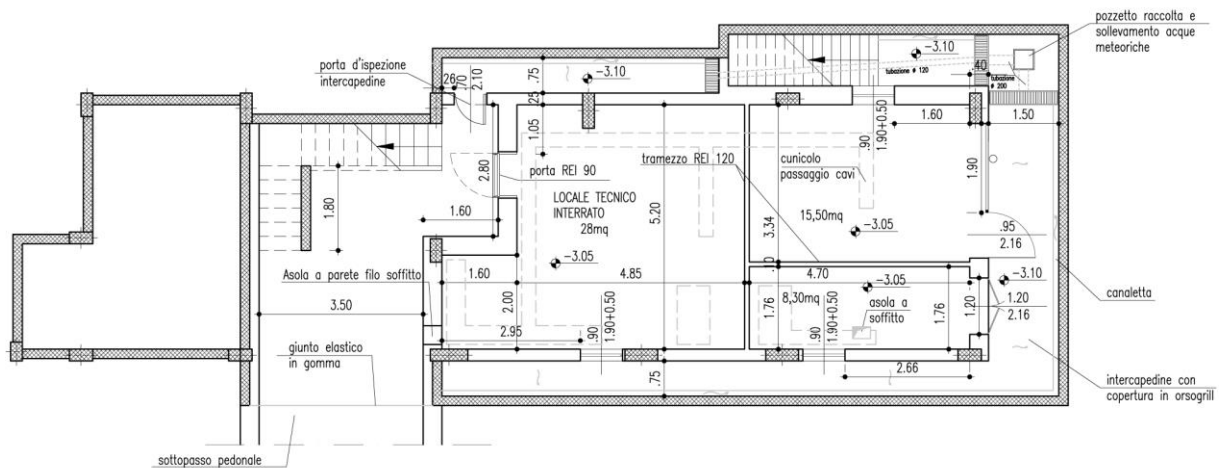 pozzetto raccolta e
sollevamento acque
meteoriche
-3.10
.40
tubazione ø 120
tubazione
ø 200
porta d'ispezione
intercapedine
.26
.70
2.10
.75
-3.10
.25
1.05
1.60
1.50
.90
1.90+0.50
tramezzo REI 120
cunicolo
passaggio cavi
1.90
2.80
porta REI 90
LOCALE TECNICO
INTERRATO
28mq
5.20
15,50mq
1.80
1.60
3.34
-3.05
.95
2.16
-3.05
Asola a parete filo soffitto
1.60
4.85
.10
4.70
-3.05
-3.10
8,30mq
canaletta
3.50
2.00
1.76
asola a
soffitto
1.76
1.20
1.20
2.16
2.95
.90
1.90+0.50
.90
1.90+0.50
giunto elastico
in gomma
.75
2.66
intercapedine con
copertura in orsogrill
sottopasso pedonale